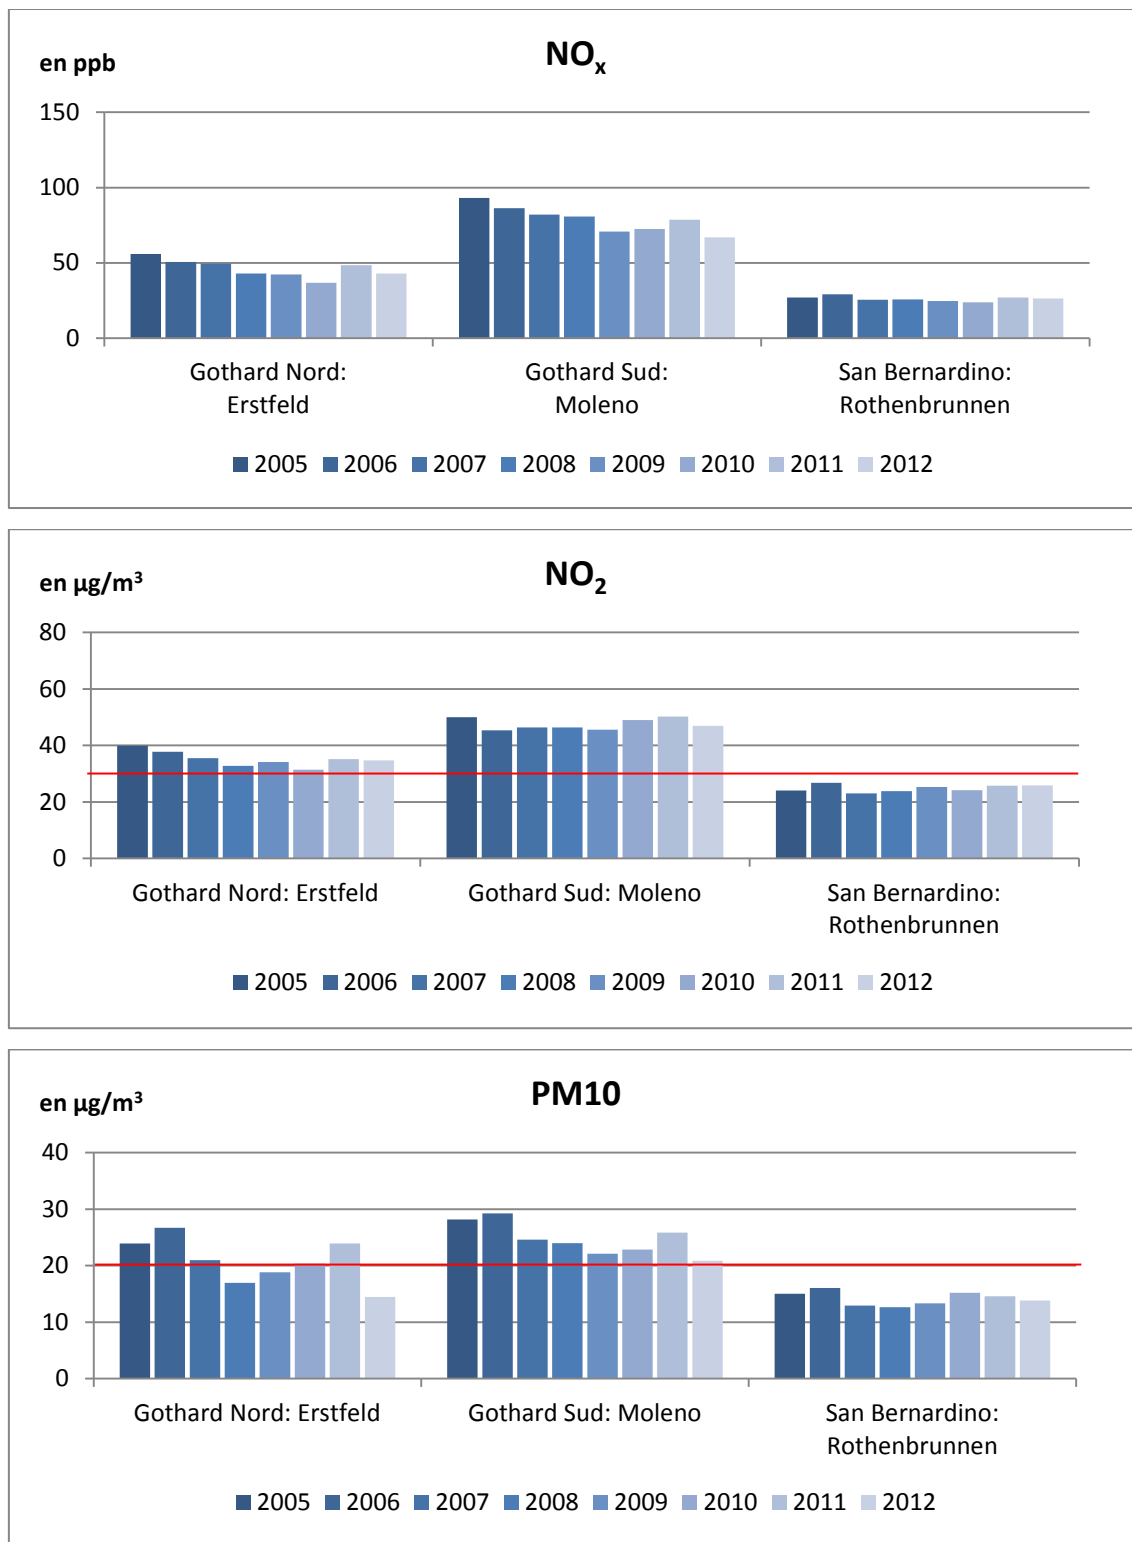 NOx
en ppb
150
100
50
0
Gothard Nord:
Erstfeld
Gothard Sud:
Moleno
San Bernardino:
Rothenbrunnen
2005 2006 2007 2008 2009 2010 2011 2012
NO2
en µg/m³
80
60
40
20
0
Gothard Nord: Erstfeld
Gothard Sud: Moleno
San Bernardino:
Rothenbrunnen
2005 2006 2007 2008 2009 2010 2011 2012
PM10
en µg/m³
40
30
20
10
0
Gothard Nord: Erstfeld
Gothard Sud: Moleno
San Bernardino:
Rothenbrunnen
2005 2006 2007 2008 2009 2010 2011 2012